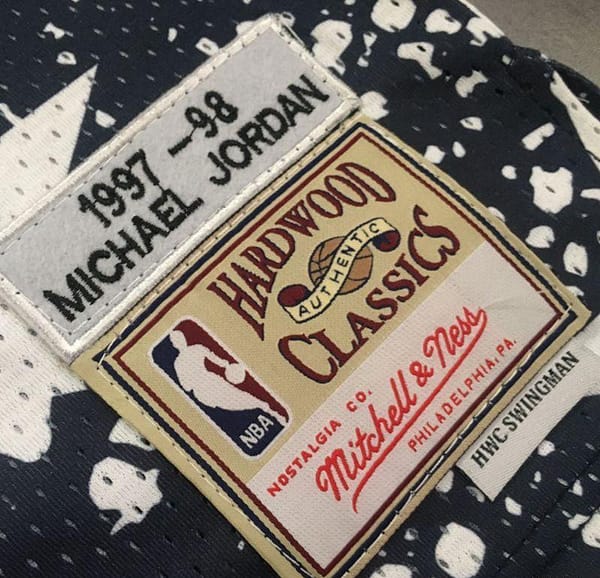 1997 - 98
MICHAEL JORDAN
HARDWOOD
AUTHENTIC
CLASSICS
NBA
NOSTALGIA CO.
Mitchell & Ness
PHILADELPHIA, PA.
HWC SWINGMAN